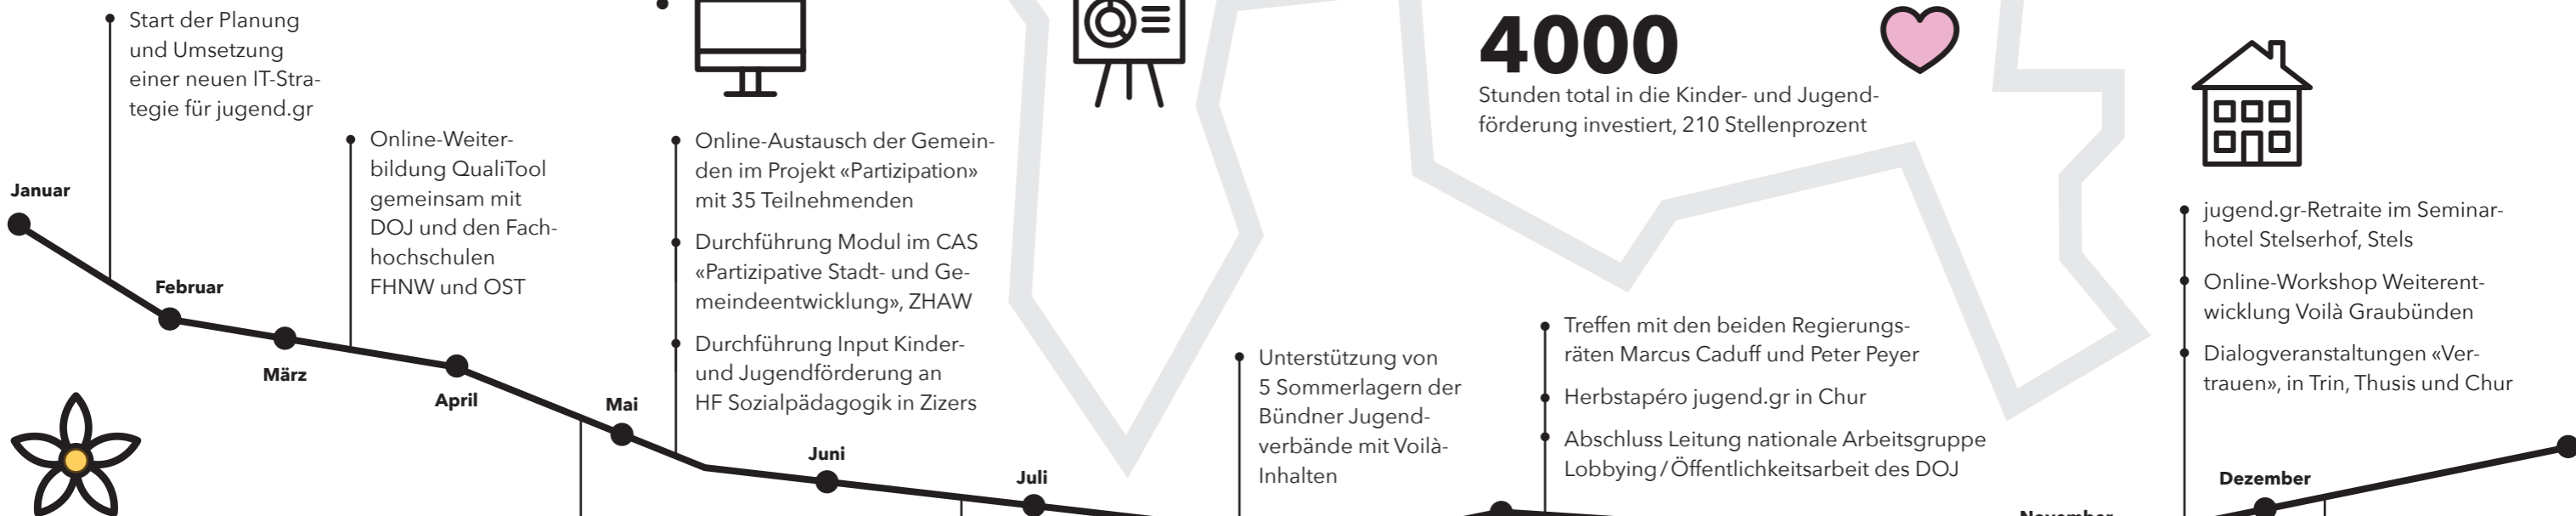 Start der Planung
und Umsetzung
einer neuen IT-Stra-
tegie für jugend.gr
Januar
Februar
Online-Weiter-
bildung QualiTool
gemeinsam mit
DOJ und den Fach-
hochschulen
FHNW und OST
März
April
Mai
Online-Austausch der Gemein-
den im Projekt «Partizipation»
mit 35 Teilnehmenden
Durchführung Modul im CAS
«Partizipative Stadt- und Ge-
meindeentwicklung», ZHAW
Durchführung Input Kinder-
und Jugendförderung an
HF Sozialpädagogik in Zizers
Juni
Juli
Unterstützung von
5 Sommerlagern der
Bündner Jugend-
verbände mit Voilà-
Inhalten
4000
Stunden total in die Kinder- und Jugend-
förderung investiert, 210 Stellenprozent
Treffen mit den beiden Regierungs-
räten Marcus Caduff und Peter Peyer
Herbstapéro jugend.gr in Chur
Abschluss Leitung nationale Arbeitsgruppe
Lobbying/Öffentlichkeitsarbeit des DOJ
November
jugend.gr-Retraite im Seminar-
hotel Stelserhof, Stels
Online-Workshop Weiterent-
wicklung Voilà Graubünden
Dialogveranstaltungen «Ver-
trauen», in Trin, Thusis und Chur
Dezember